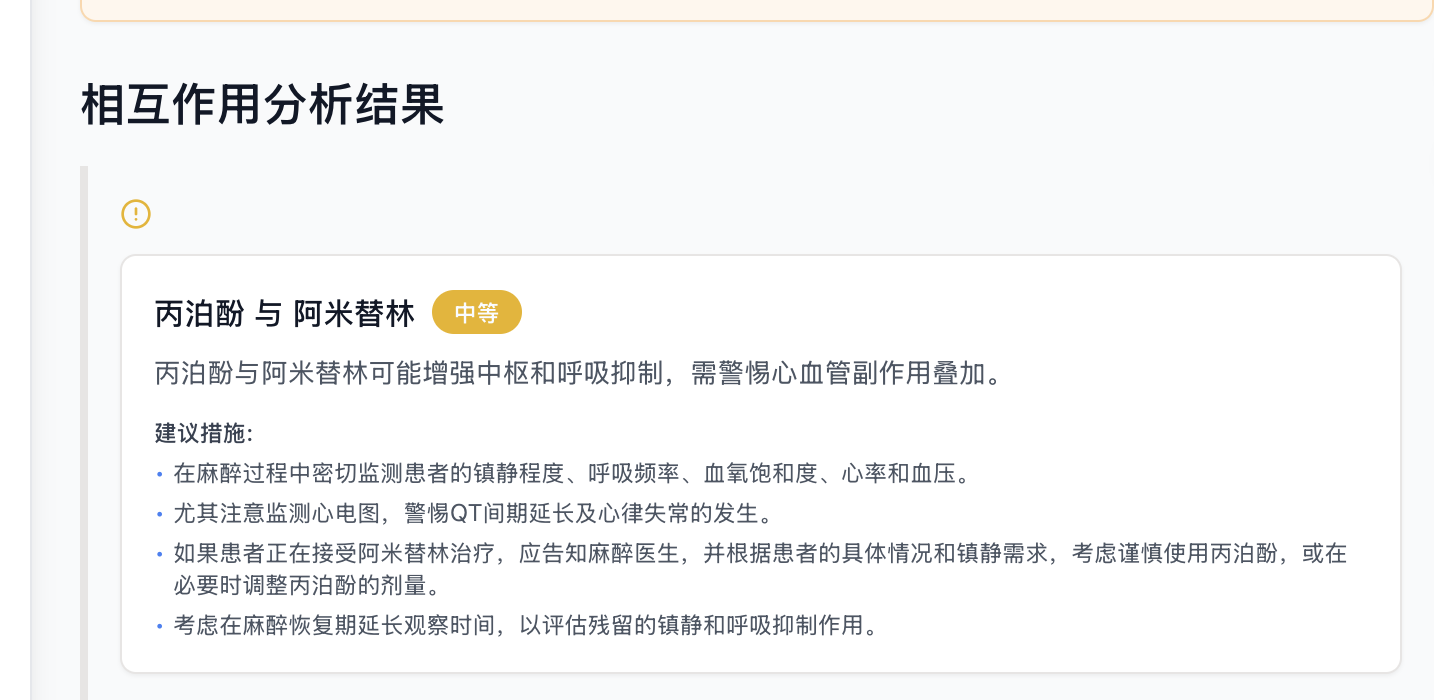 相互作用分析结果
丙泊酚 与 阿米替林 中等
丙泊酚与阿米替林可能增强中枢和呼吸抑制，需警惕心血管副作用叠加。
建议措施:
• 在麻醉过程中密切监测患者的镇静程度、呼吸频率、血氧饱和度、心率和血压。
• 尤其注意监测心电图，警惕QT间期延长及心律失常的发生。
• 如果患者正在接受阿米替林治疗，应告知麻醉医生，并根据患者的具体情况和镇静需求，考虑谨慎使用丙泊酚，或在
必要时调整丙泊酚的剂量。
• 考虑在麻醉恢复期延长观察时间，以评估残留的镇静和呼吸抑制作用。